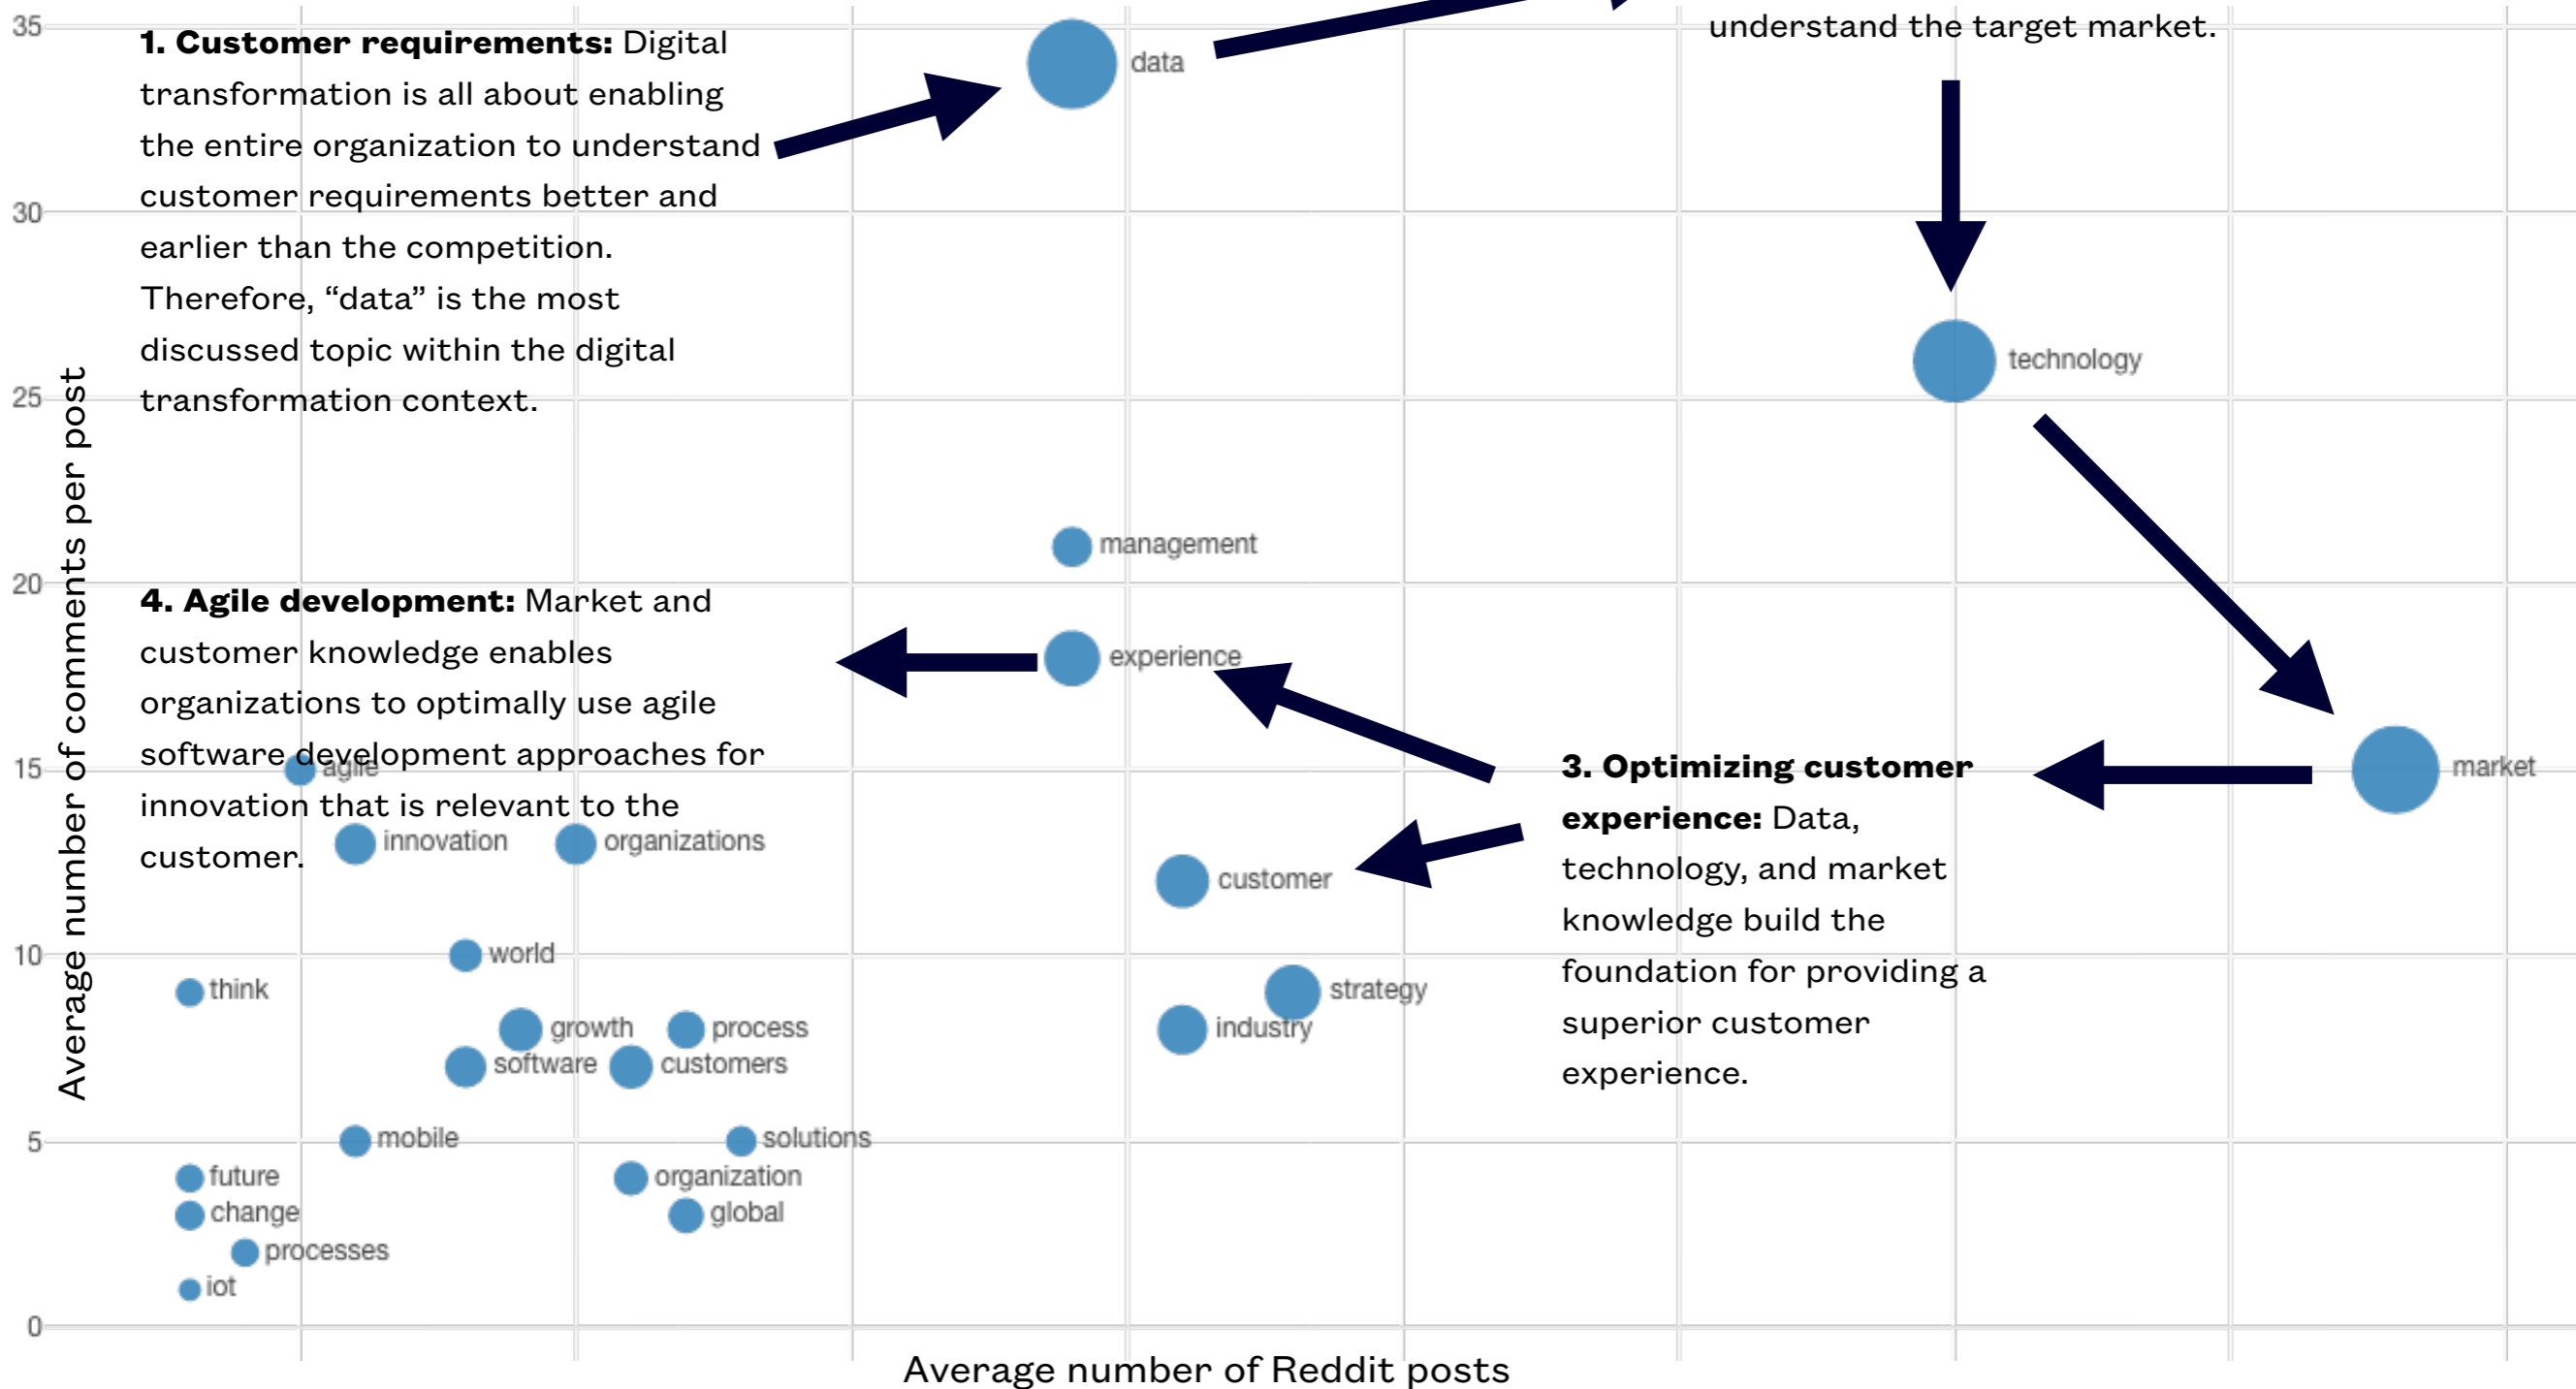 understand the target market.
35
1. Customer requirements: Digital
transformation is all about enabling
the entire organization to understand
customer requirements better and
earlier than the competition.
Therefore, “data” is the most
discussed topic within the digital
transformation context.
data
30
technology
25
management
20
4. Agile development: Market and
customer knowledge enables
organizations to optimally use agile
software development approaches for
innovation that is relevant to the
customer.
experience
3. Optimizing customer
experience: Data,
technology, and market
knowledge build the
foundation for providing a
superior customer
experience.
market
15
agile
innovation
organizations
customer
10
world
think
strategy
growth
process
industry
software
customers
5
mobile
solutions
future
organization
change
global
processes
iot
0
Average number of comments per post
Average number of Reddit posts